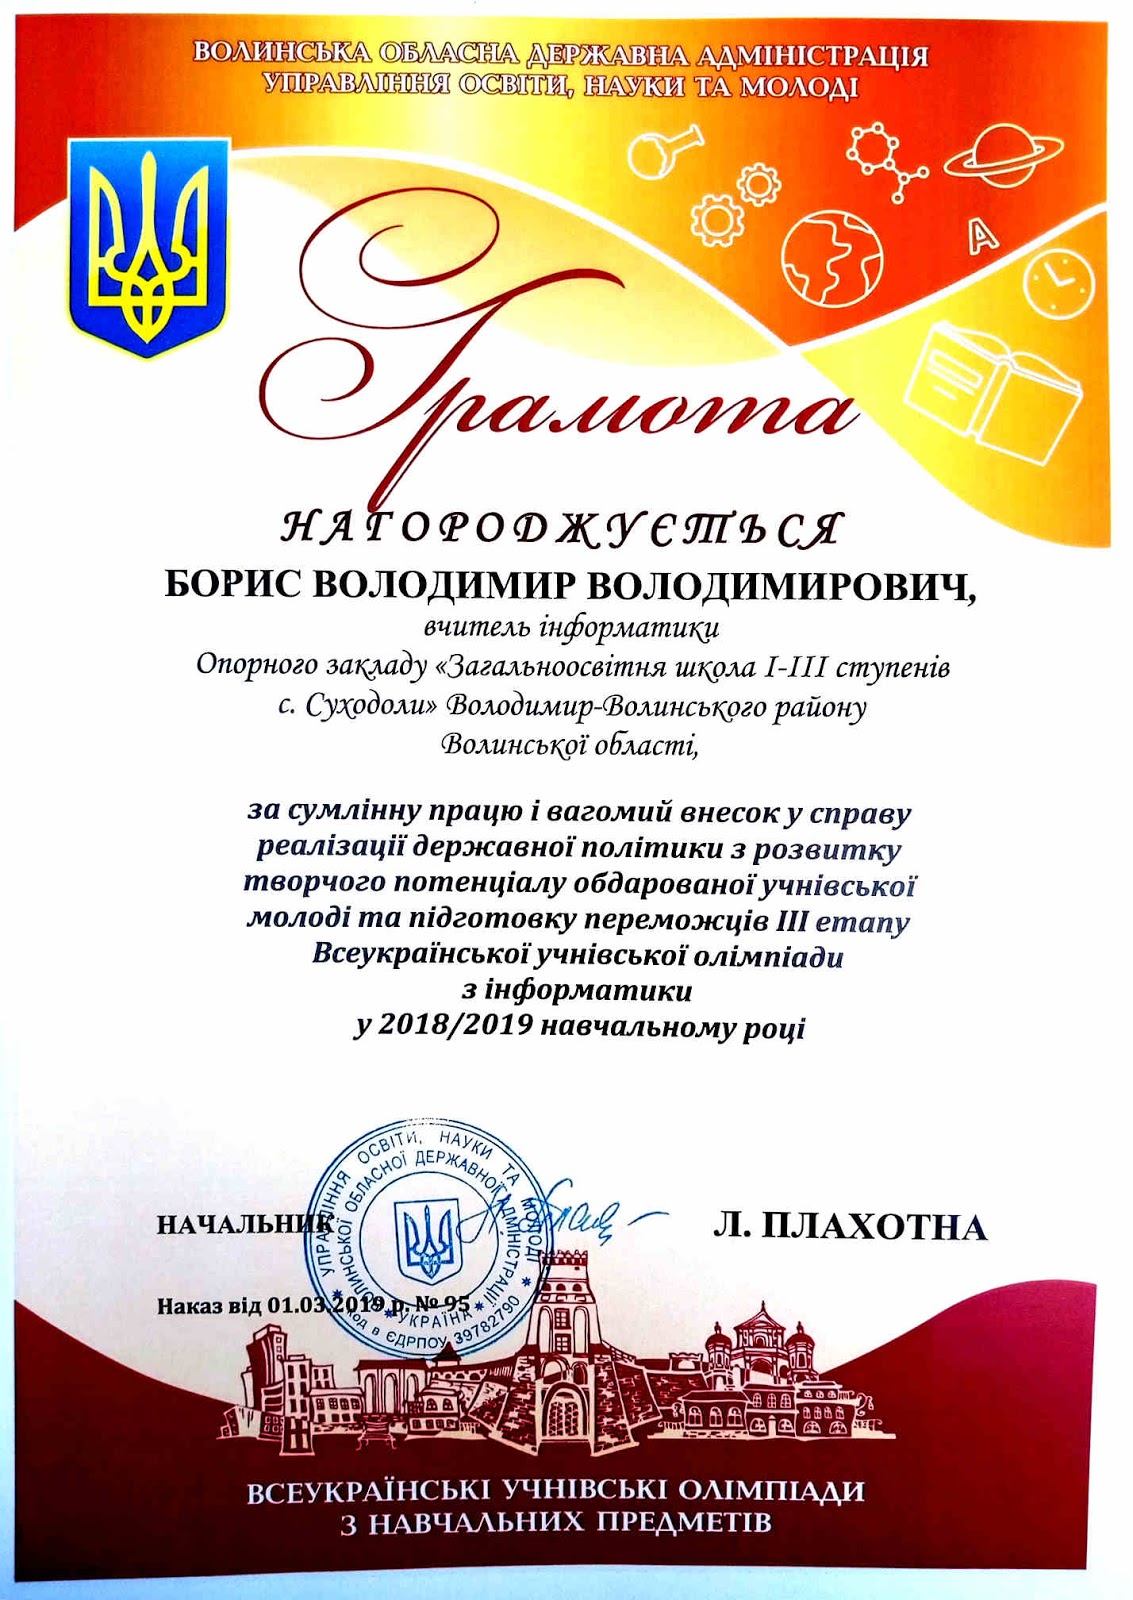 ВОЛИНСЬКА ОБЛАСНА ДЕРЖАВНА АДМІНІСТРАЦІЯ
УПРАВЛІННЯ ОСВІТИ, НАУКИ ТА МОЛОДІ
А
Грамота
НАГОРОДЖУЄТЬСЯ
БОРИС ВОЛОДИМИР ВОЛОДИМИРОВИЧ,
вчитель інформатики
Опорного закладу «Загальноосвітня школа І-ІІІ ступенів
с. Суходоли» Володимир-Волинського району
Волинської області,
за сумлінну працю і вагомий внесок у справу
реалізації державної політики з розвитку
творчого потенціалу обдарованої учнівської
молоді та підготовку переможців ІІІ етапу
Всеукраїнської учнівської олімпіади
з інформатики
у 2018/2019 навчальному році
УПРАВЛІННЯ ОСВІТИ, НАУКИ ТА МОЛОДІ
ВОЛИНСЬКОЇ ОБЛАСНОЇ ДЕРЖАВНОЇ АДМІНІСТРАЦІЇ
* УКРАЇНА *
* Код в ЄДРПОУ 39782790 *
НАЧАЛЬНИК
Л. ПЛАХОТНА
Наказ від 01.03.2019 р. № 95
ВСЕУКРАЇНСЬКІ УЧНІВСЬКІ ОЛІМПІАДИ
З НАВЧАЛЬНИХ ПРЕДМЕТІВ